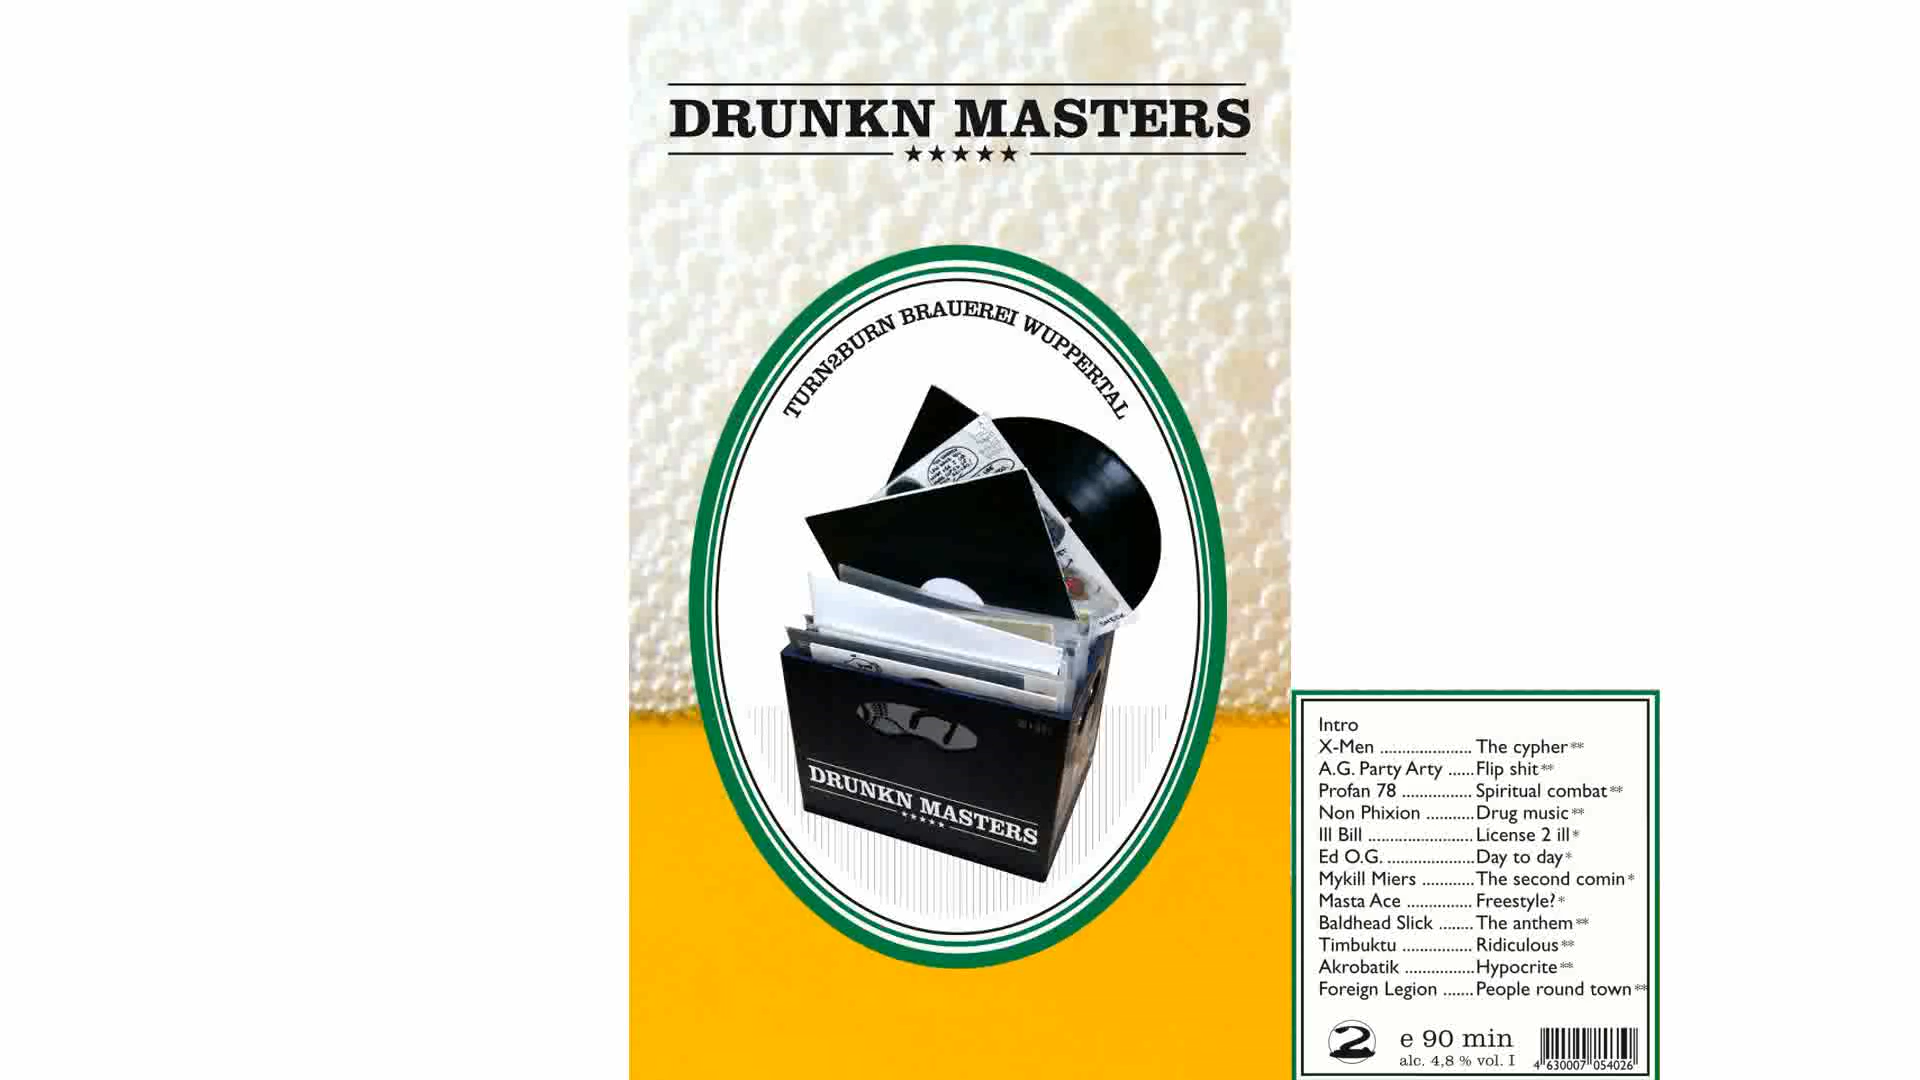 DRUNKN MASTERS
★★★★★
TURN2BURN BRAUEREI WUPPERTAL
DRUNKN MASTERS
★★★★★
Intro
X-Men ..................... The cypher**
A.G. Party Arty ......Flip shit**
Profan 78 ................ Spiritual combat**
Non Phixion ...........Drug music**
Ill Bill ........................ License 2 ill*
Ed O.G. ....................Day to day*
Mykill Miers ............The second comin*
Masta Ace ............... Freestyle?*
Baldhead Slick ........The anthem**
Timbuktu ................ Ridiculous**
Akrobatik ................Hypocrite**
Foreign Legion .......People round town**
2 e 90 min
alc. 4,8 % vol. I
4 630007 054026